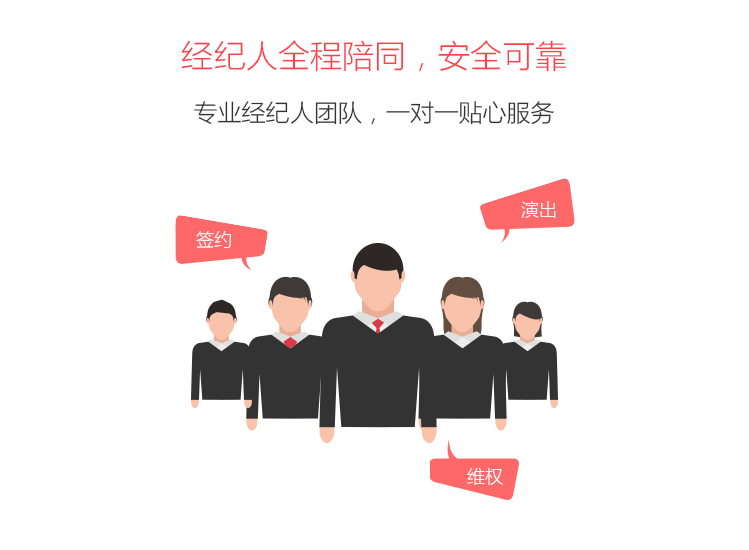 经纪人全程陪同，安全可靠
专业经纪人团队，一对一贴心服务
演出
签约
维权